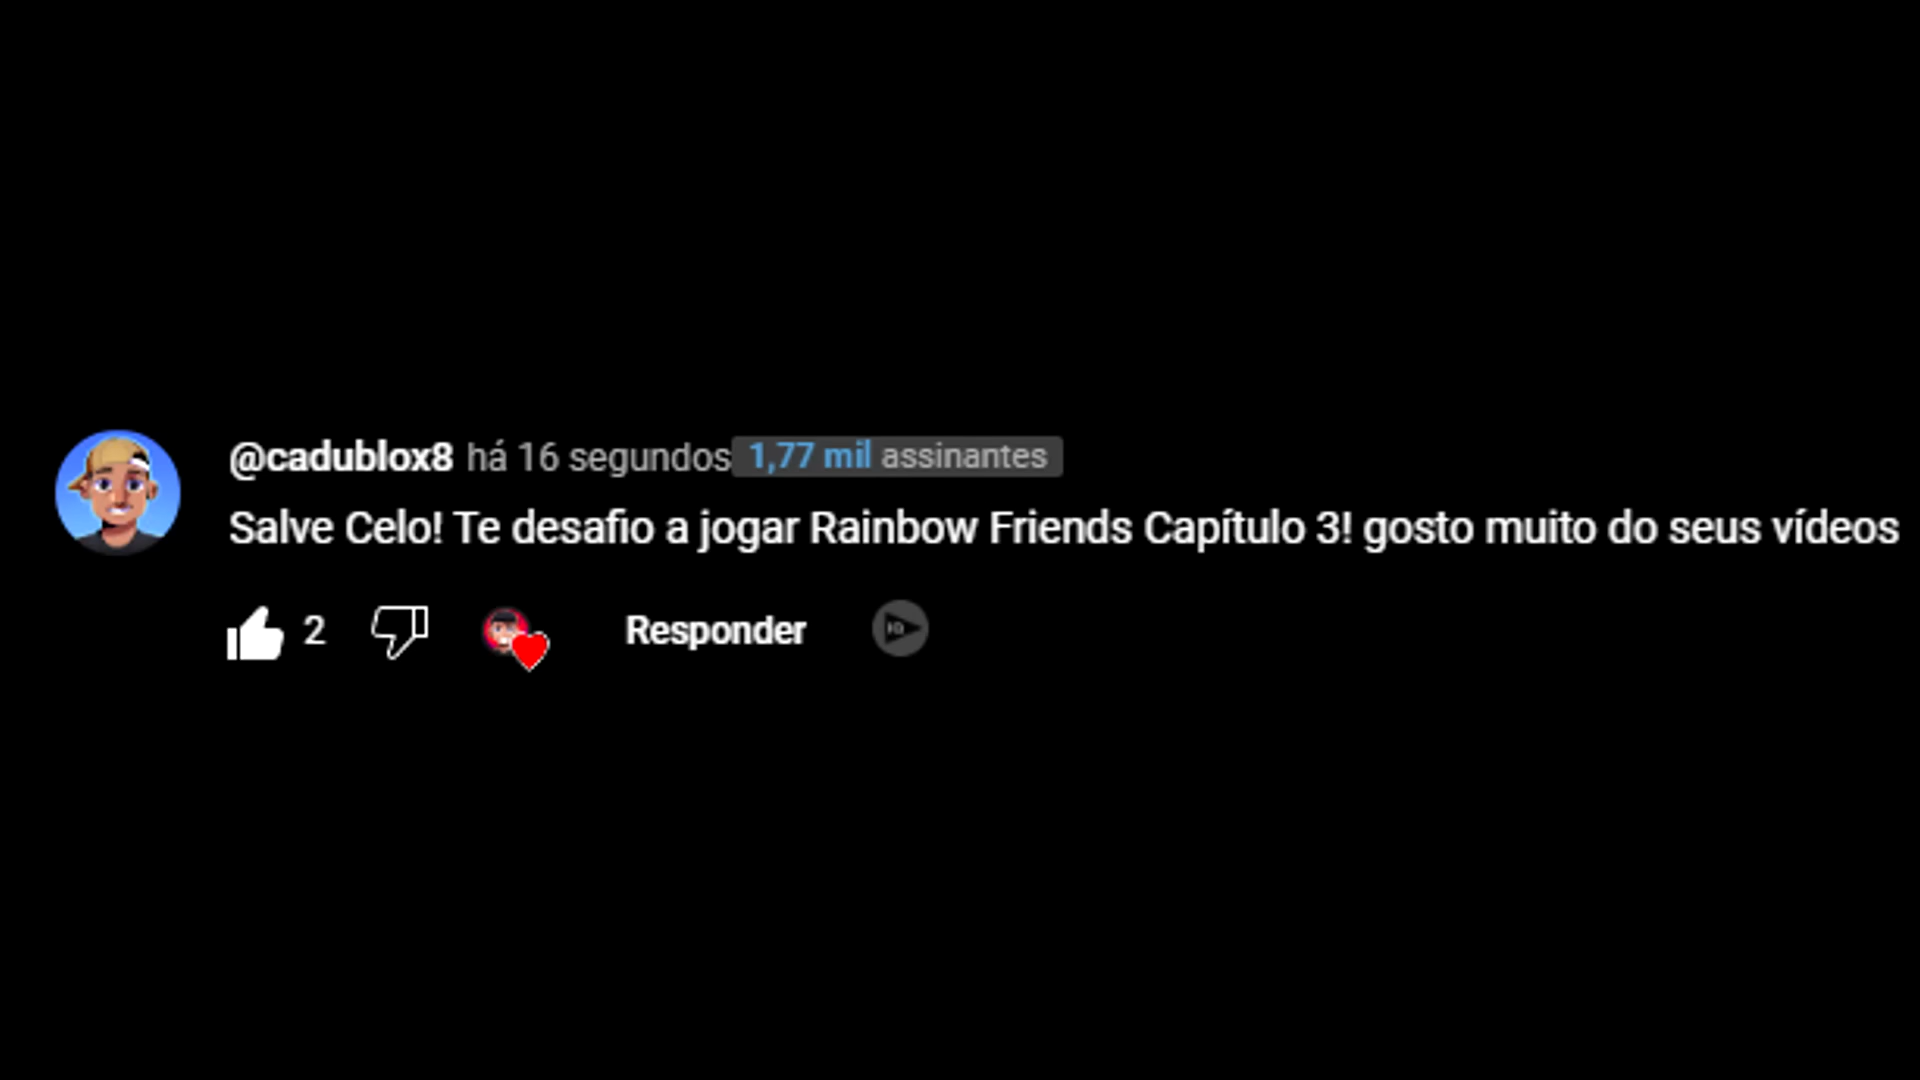 @cadublox8 há 16 segundos 1,77 mil assinantes
Salve Celo! Te desafio a jogar Rainbow Friends Capítulo 3! gosto muito do seus vídeos
2 Responder